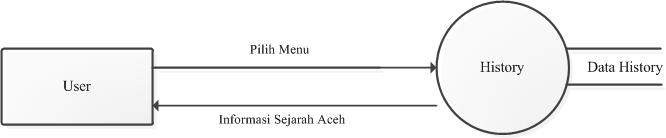 Pilih Menu
User
History
Data History
Informasi Sejarah Aceh